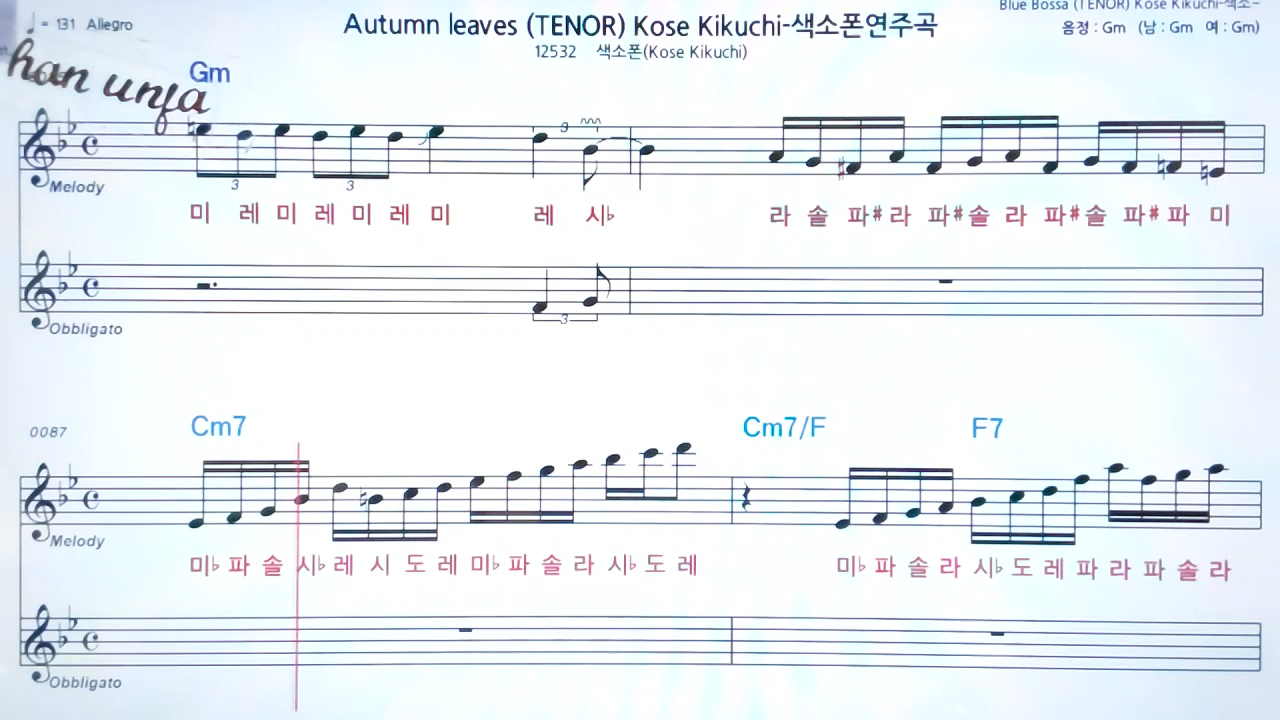 ♩ = 131 Allegro
Autumn leaves (TENOR) Kose Kikuchi-색소폰연주곡
Blue Bossa (TENOR) Kose Kikuchi-색소~
12532 색소폰(Kose Kikuchi)
음정 : Gm (남 : Gm 여 : Gm)
han unja
Gm
3 3 3
Melody
미 레 미 레 미 레 미 레 시♭ 라 솔 파# 라 파# 솔 라 파# 솔 파# 파 미
3
Obbligato
0087 Cm7 Cm7/F F7
Melody
미♭ 파 솔 시♭ 레 시 도 레 미♭ 파 솔 라 시♭ 도 레 미♭ 파 솔 라 시♭ 도 레 파 라 파 솔 라
Obbligato